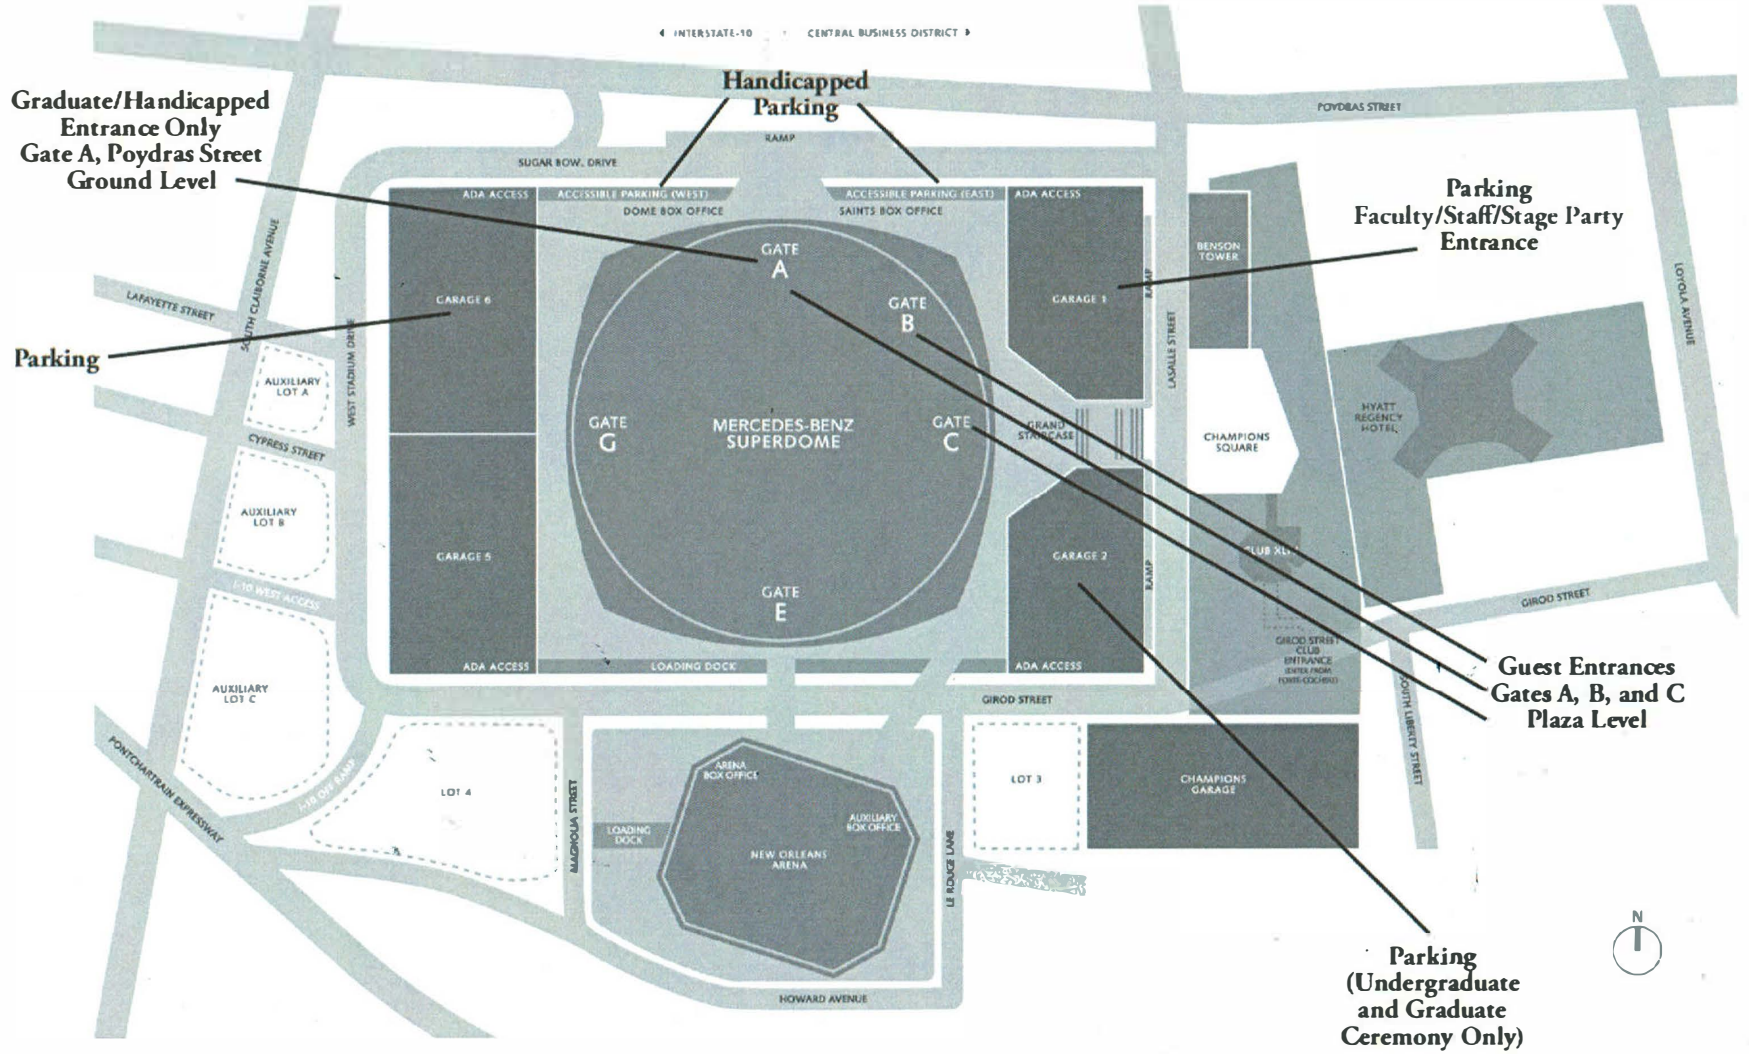 INTERSTATE-10
CENTRAL BUSINESS DISTRICT
Handicapped
Parking
Graduate/Handicapped
Entrance Only
Gate A, Poydras Street
Ground Level
POYDRAS STREET
RAMP
SUGAR BOWL DRIVE
ADA ACCESS
ACCESSIBLE PARKING (WEST)
ACCESSIBLE PARKING (EAST)
ADA ACCESS
DOME BOX OFFICE
SAINTS BOX OFFICE
Parking
Faculty/Staff/Stage Party
Entrance
BENSON
TOWER
GATE
A
GATE
B
GARAGE 6
GARAGE 1
RAMP
LAFAYETTE STREET
SOUTH CLAIBORNE AVENUE
WEST STADIUM DRIVE
LASALLE STREET
LOYOLA AVENUE
Parking
AUXILIARY
LOT A
CYPRESS STREET
GATE
G
MERCEDES-BENZ
SUPERDOME
GATE
C
GRAND
STAIRCASE
CHAMPIONS
SQUARE
HYATT
REGENCY
HOTEL
AUXILIARY
LOT B
GARAGE 5
GARAGE 2
RAMP
GATE
E
I-10 WEST ACCESS
GIROD STREET
GIROD STREET
CLUB
ENTRANCE
ADA ACCESS
LOADING DOCK
ADA ACCESS
Guest Entrances
Gates A, B, and C
Plaza Level
AUXILIARY
LOT C
GIROD STREET
SOUTH LIBERTY STREET
PONTCHARTRAIN EXPRESSWAY
I-10 OFF RAMP
LOT 4
MAGNOLIA STREET
ARENA
BOX OFFICE
AUXILIARY
BOX OFFICE
LOADING
DOCK
NEW ORLEANS
ARENA
LE ROUGE LANE
LOT 3
CHAMPIONS
GARAGE
HOWARD AVENUE
N
Parking
(Undergraduate
and Graduate
Ceremony Only)